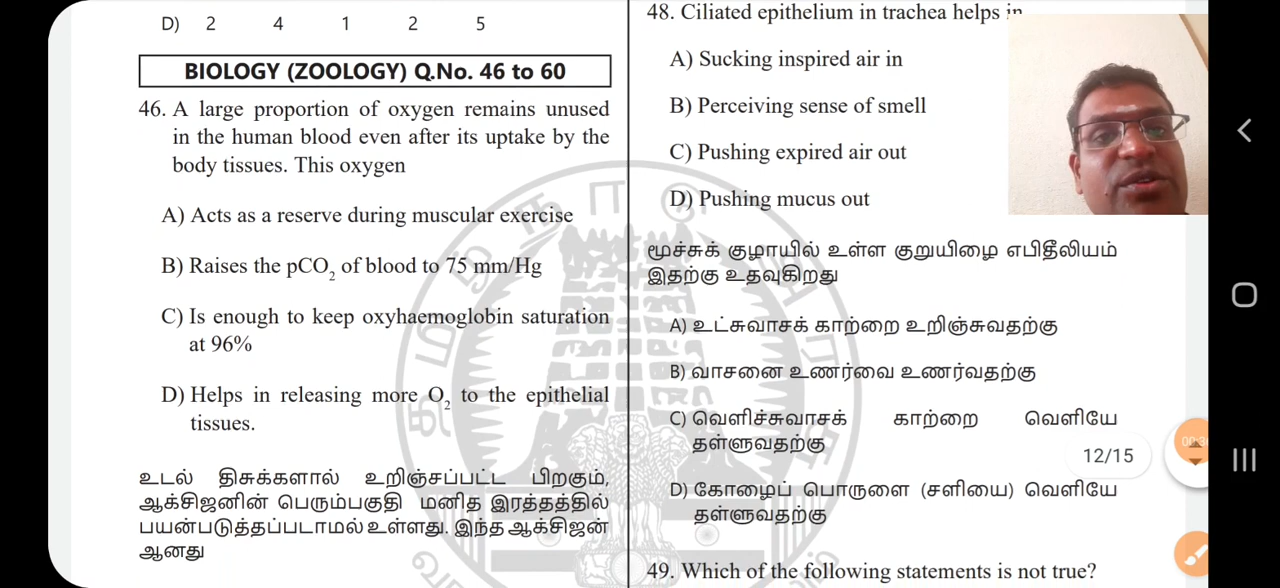 D) 2 4 1 2 5
BIOLOGY (ZOOLOGY) Q.No. 46 to 60
46. A large proportion of oxygen remains unused
in the human blood even after its uptake by the
body tissues. This oxygen
A) Acts as a reserve during muscular exercise
B) Raises the pCO2 of blood to 75 mm/Hg
C) Is enough to keep oxyhaemoglobin saturation
at 96%
D) Helps in releasing more O2 to the epithelial
tissues.
உடல் திசுக்களால் உறிஞ்சப்பட்ட பிறகும்,
ஆக்சிஜனின் பெரும்பகுதி மனித இரத்தத்தில்
பயன்படுத்தப்படாமல் உள்ளது. இந்த ஆக்சிஜன்
ஆனது
48. Ciliated epithelium in trachea helps in
A) Sucking inspired air in
B) Perceiving sense of smell
C) Pushing expired air out
D) Pushing mucus out
மூச்சுக் குழாயில் உள்ள குறுயிழை எபிதீலியம்
இதற்கு உதவுகிறது
A) உட்சுவாசக் காற்றை உறிஞ்சுவதற்கு
B) வாசனை உணர்வை உணர்வதற்கு
C) வெளிச்சுவாசக் காற்றை வெளியே
தள்ளுவதற்கு
D) கோழைப் பொருளை (சளியை) வெளியே
தள்ளுவதற்கு
49. Which of the following statements is not true?
12/15